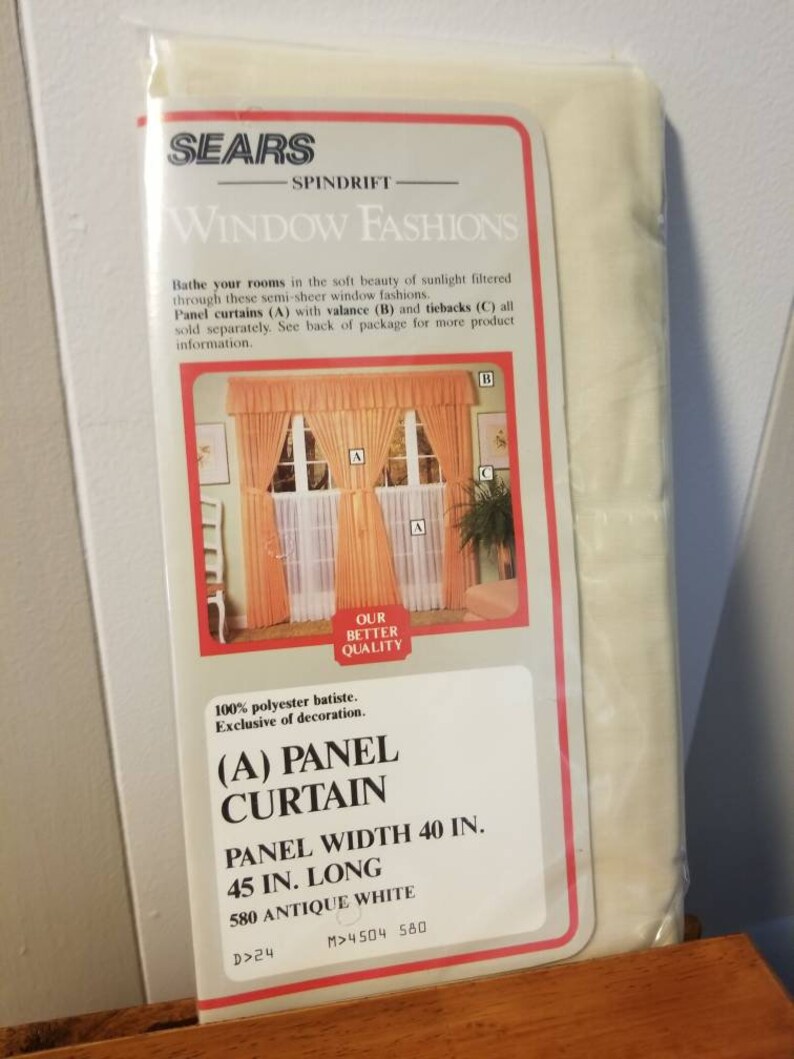 SEARS
SPINDRIFT
WINDOW FASHIONS
Bathe your rooms in the soft beauty of sunlight filtered
through these semi-sheer window fashions.
Panel curtains (A) with valance (B) and tiebacks (C) all
sold separately. See back of package for more product
information.
B
A
C
A
OUR
BETTER
QUALITY
100% polyester batiste.
Exclusive of decoration.
(A) PANEL
CURTAIN
PANEL WIDTH 40 IN.
45 IN. LONG
580 ANTIQUE WHITE
D>24 M>4504 580